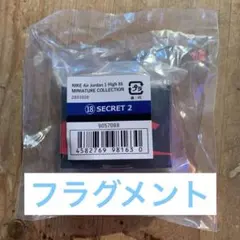 NIKE Air Jordan 1 High 85
MINIATURE COLLECTION
⑱ SECRET 2
4582769 98163 0
フラグメント